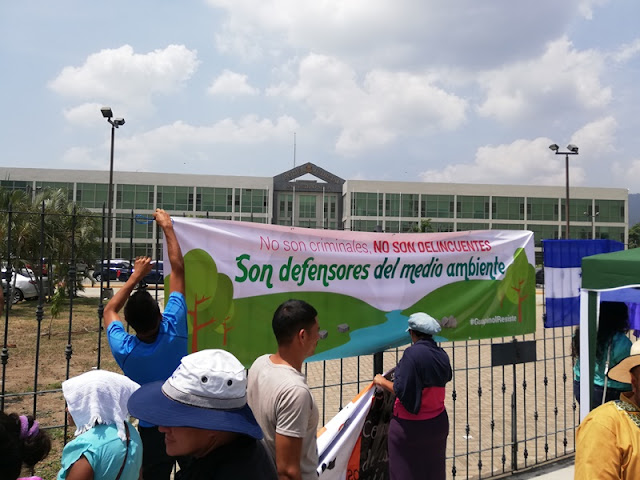 No son criminales, NO SON DELINCUENTES
Son defensores del medio ambiente
#GuapinolResiste